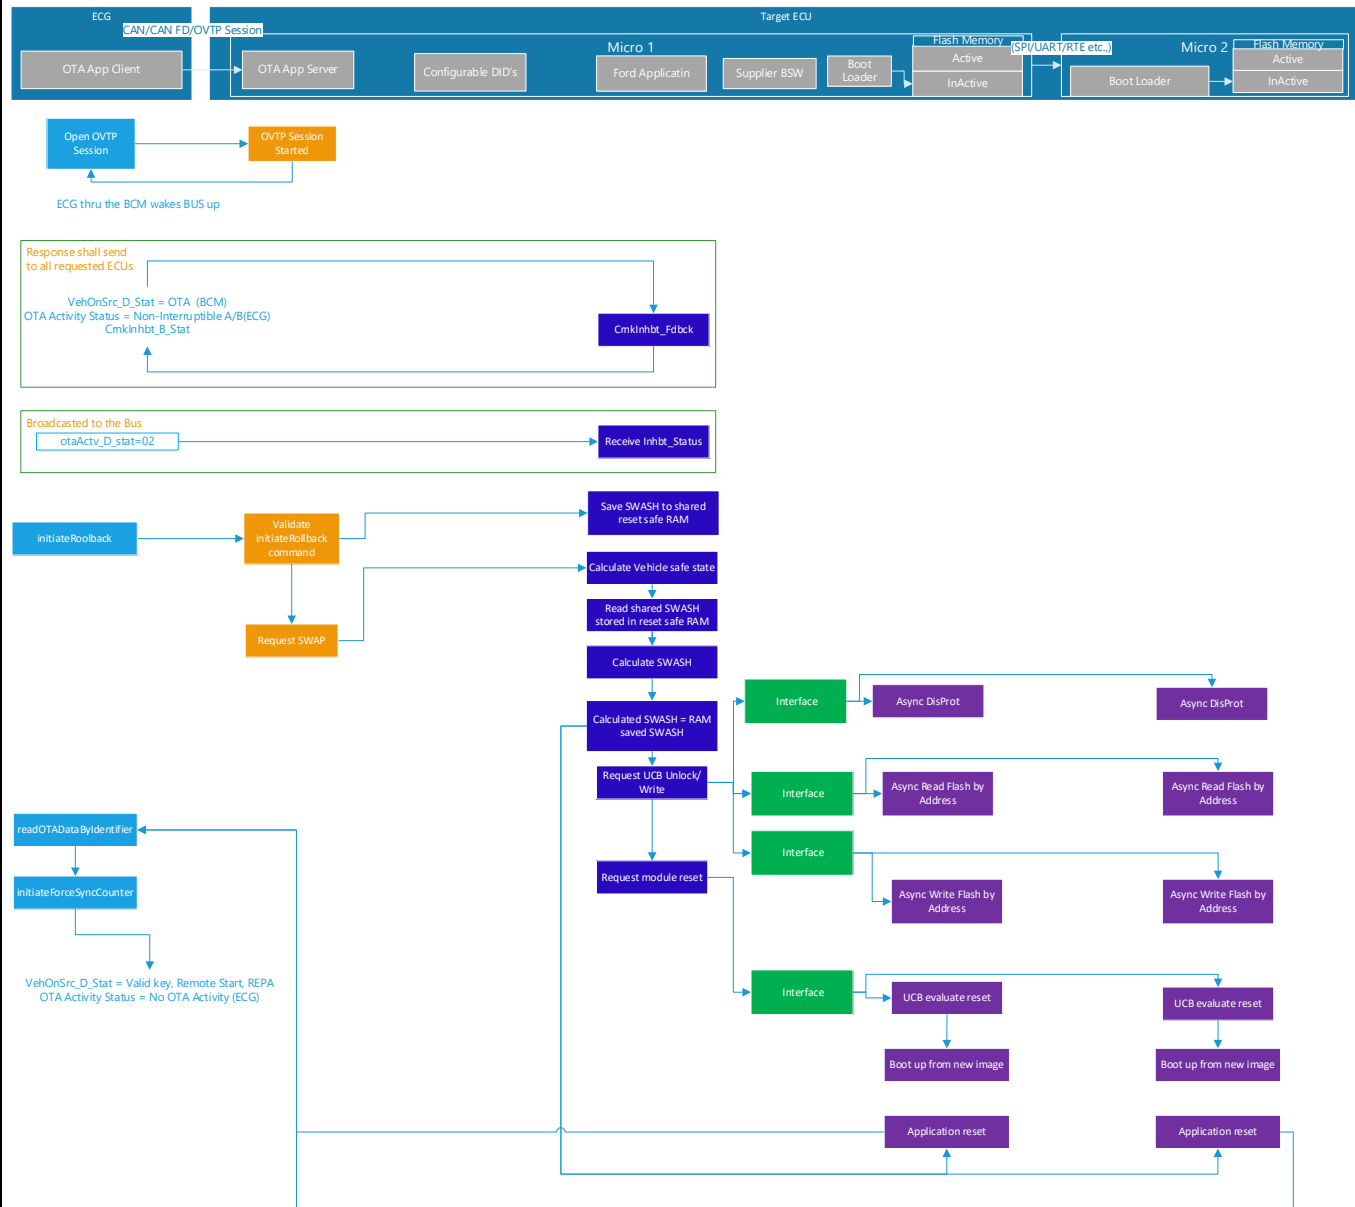 ECG
Target ECU
CAN/CAN FD/OVTP Session
OTA App Client
OTA App Server
Configurable DID's
Micro 1
Ford Applicatin
Supplier BSW
Boot
Loader
Flash Memory
Active
InActive
(SPI/UART/RTE etc.,)
Micro 2
Boot Loader
Flash Memory
Active
InActive
Open OVTP
Session
OVTP Session
Started
ECG thru the BCM wakes BUS up
Response shall send
to all requested ECUs
VehOnSrc_D_Stat = OTA (BCM)
OTA Activity Status = Non-Interruptible A/B(ECG)
CrnkInhbt_B_Stat
CrnkInhbt_Fdbck
Broadcasted to the Bus
otaActv_D_stat=02
Receive Inhbt_Status
initiateRoolback
Validate
initiateRollback
command
Save SWASH to shared
reset safe RAM
Request SWAP
Calculate Vehicle safe state
Read shared SWASH
stored in reset safe RAM
Calculate SWASH
Calculated SWASH = RAM
saved SWASH
Request UCB Unlock/
Write
Request module reset
Interface
Async DisProt
Async DisProt
Interface
Async Read Flash by
Address
Async Read Flash by
Address
Interface
Async Write Flash by
Address
Async Write Flash by
Address
readOTADataByIdentifier
initiateForceSyncCounter
VehOnSrc_D_Stat = Valid key, Remote Start, REPA
OTA Activity Status = No OTA Activity (ECG)
Interface
UCB evaluate reset
UCB evaluate reset
Boot up from new image
Boot up from new image
Application reset
Application reset